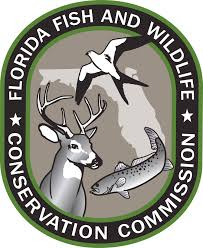 FLORIDA FISH AND WILDLIFE
CONSERVATION COMMISSION